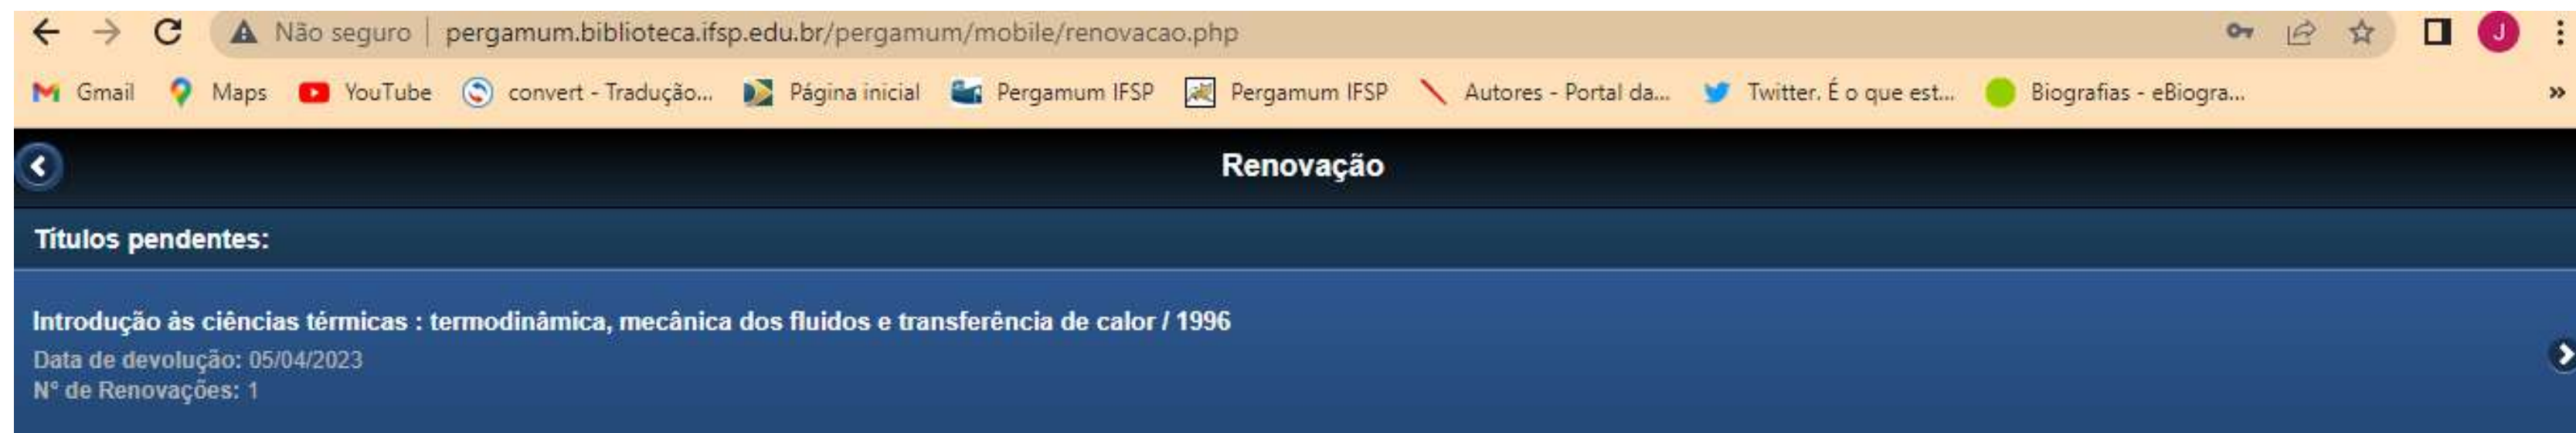 Não seguro | pergamum.biblioteca.ifsp.edu.br/pergamum/mobile/renovacao.php J
Gmail Maps YouTube convert - Tradução... Página inicial Pergamum IFSP Pergamum IFSP Autores - Portal da... Twitter. É o que est... Biografias - eBiogra... »
Renovação
Títulos pendentes:
Introdução às ciências térmicas : termodinâmica, mecânica dos fluidos e transferência de calor / 1996
Data de devolução: 05/04/2023
N° de Renovações: 1